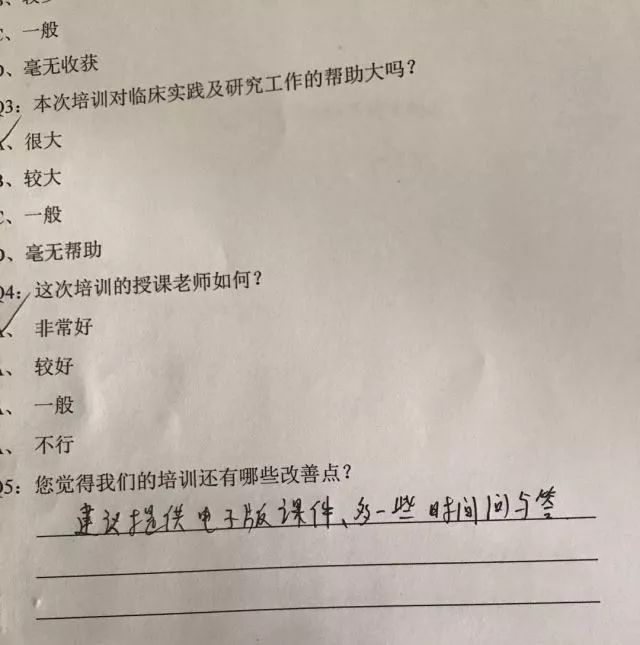 、一般
、毫无收获
Q3：本次培训对临床实践及研究工作的帮助大吗？
、很大
、较大
、一般
、毫无帮助
Q4：这次培训的授课老师如何？
、非常好
、较好
、一般
、不行
Q5：您觉得我们的培训还有哪些改善点？
建议提供电子版课件、多一些时间问与答